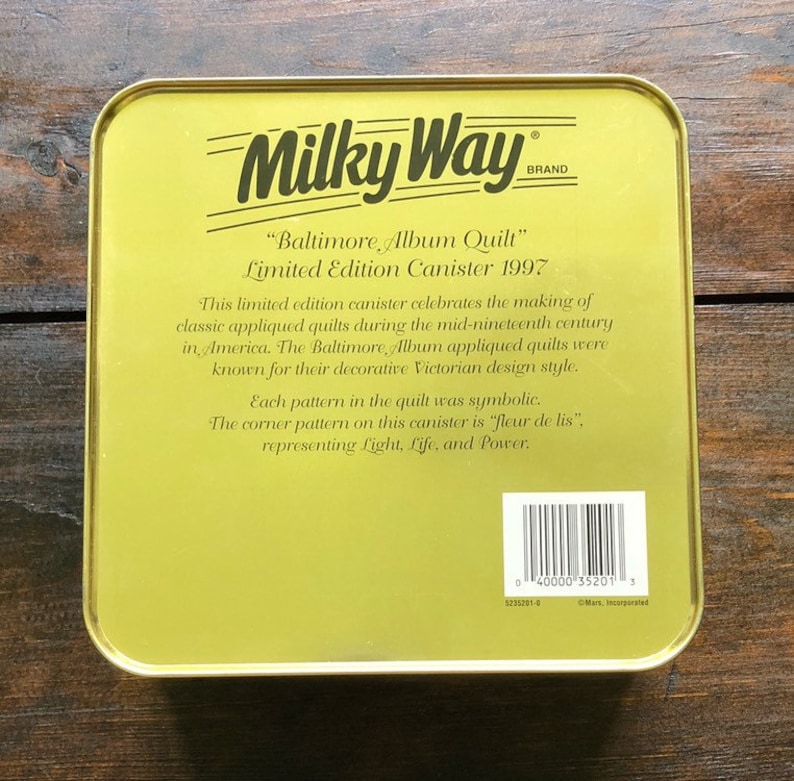 Milky Way® BRAND
"Baltimore Album Quilt"
Limited Edition Canister 1997
This limited edition canister celebrates the making of
classic appliqued quilts during the mid-nineteenth century
in America. The Baltimore Album appliqued quilts were
known for their decorative Victorian design style.
Each pattern in the quilt was symbolic.
The corner pattern on this canister is "fleur de lis",
representing Light, Life, and Power.
0 40000 35201 3
5235201-0 ©Mars, Incorporated